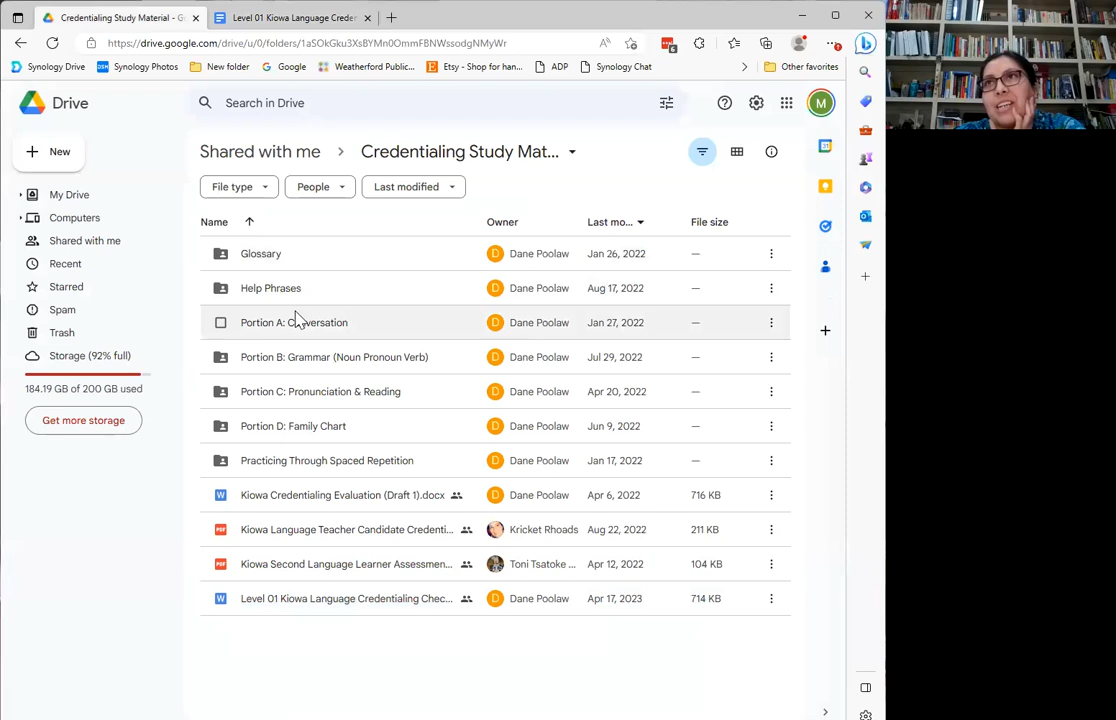 Credentialing Study Material - Go
Level 01 Kiowa Language Creder
https://drive.google.com/drive/u/0/folders/1aSOkGku3XsBYMn0OmmFBNWssodgNMyWr
Synology Drive
Synology Photos
New folder
Google
Weatherford Public...
Etsy - Shop for han...
ADP
Synology Chat
Other favorites
Drive
Search in Drive
M
New
Shared with me
Credentialing Study Mat...
My Drive
File type
People
Last modified
Computers
Name
Owner
Last mo...
File size
Shared with me
Glossary
D Dane Poolaw
Jan 26, 2022
—
Recent
Help Phrases
D Dane Poolaw
Aug 17, 2022
—
Starred
Spam
Portion A: Conversation
D Dane Poolaw
Jan 27, 2022
—
Trash
Storage (92% full)
Portion B: Grammar (Noun Pronoun Verb)
D Dane Poolaw
Jul 29, 2022
—
184.19 GB of 200 GB used
Portion C: Pronunciation & Reading
D Dane Poolaw
Apr 20, 2022
—
Get more storage
Portion D: Family Chart
D Dane Poolaw
Jun 9, 2022
—
Practicing Through Spaced Repetition
D Dane Poolaw
Jan 17, 2022
—
W Kiowa Credentialing Evaluation (Draft 1).docx
D Dane Poolaw
Apr 6, 2022
716 KB
PDF Kiowa Language Teacher Candidate Credenti...
Kricket Rhoads
Aug 22, 2022
211 KB
PDF Kiowa Second Language Learner Assessmen...
Toni Tsatoke ...
Apr 12, 2022
104 KB
W Level 01 Kiowa Language Credentialing Chec...
D Dane Poolaw
Apr 17, 2023
714 KB